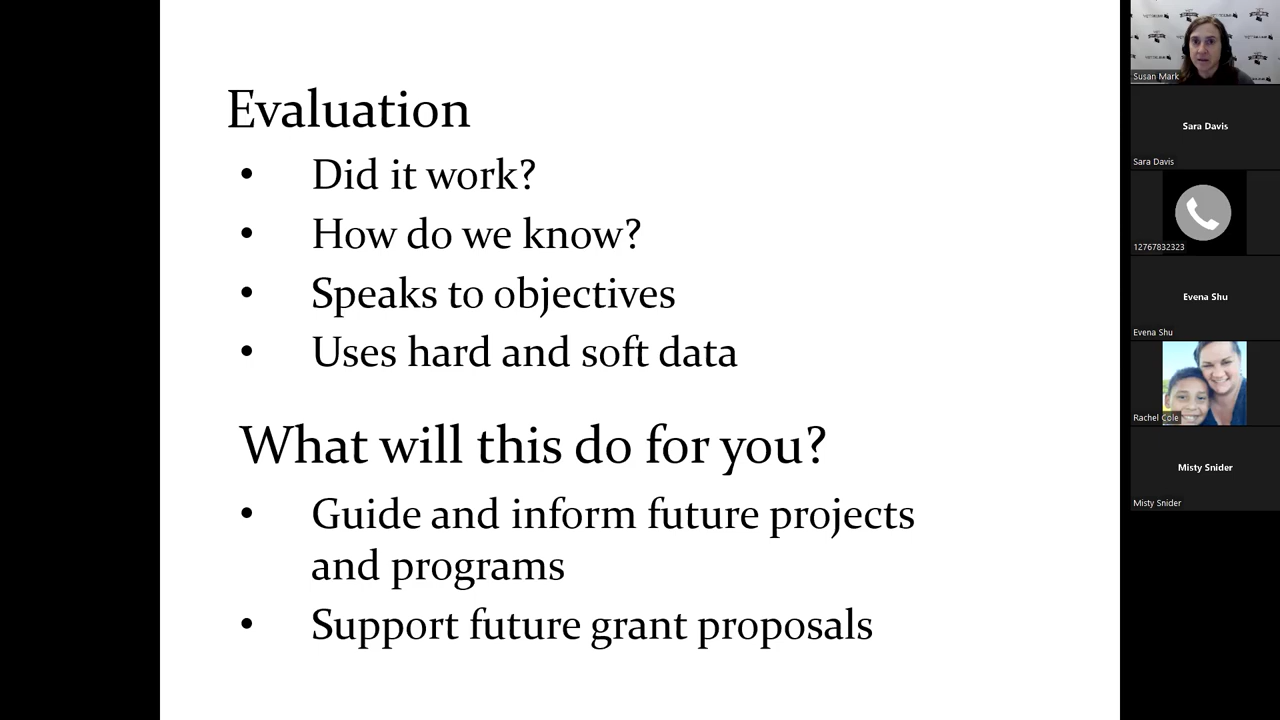 Evaluation
• Did it work?
• How do we know?
• Speaks to objectives
• Uses hard and soft data
What will this do for you?
• Guide and inform future projects
and programs
• Support future grant proposals
Susan Mark
Sara Davis
Sara Davis
12767832323
Evena Shu
Evena Shu
Rachel Cole
Misty Snider
Misty Snider